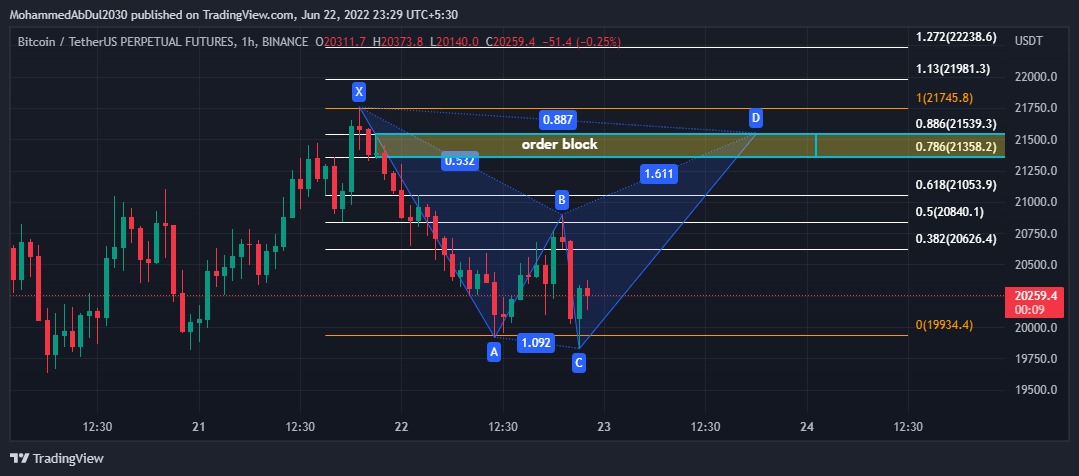 MohammedAbDul2030 published on TradingView.com, Jun 22, 2022 23:29 UTC+5:30
Bitcoin / TetherUS PERPETUAL FUTURES, 1h, BINANCE O20311.7 H20373.8 L20140.0 C20259.4 −51.4 (−0.25%)
USDT
1.272(22238.6)
1.13(21981.3)
22000.0
X
1(21745.8)
21750.0
0.887
D
0.886(21539.3)
21500.0
order block
0.786(21358.2)
0.532
21250.0
1.611
0.618(21053.9)
B
21000.0
0.5(20840.1)
20750.0
0.382(20626.4)
20500.0
20259.4
00:09
0(19934.4)
20000.0
A
1.092
C
19750.0
19500.0
12:30 21 12:30 22 12:30 23 12:30 24 12:30
TradingView